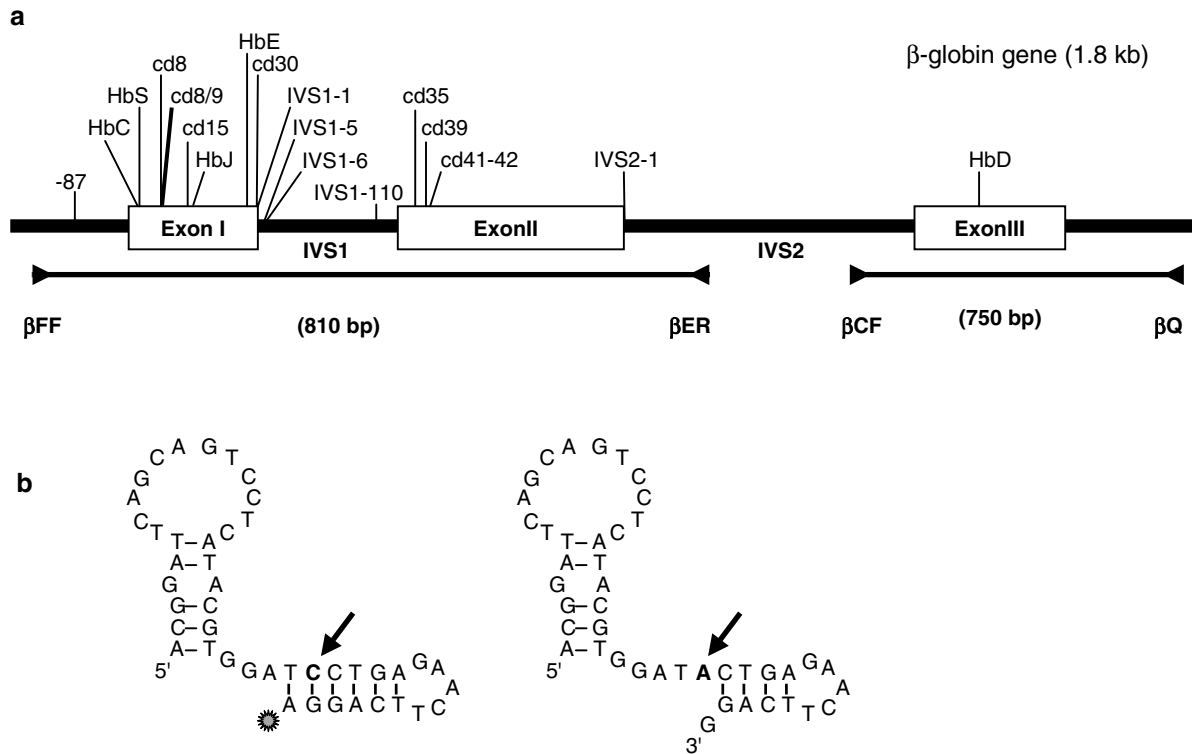 a
β-globin gene (1.8 kb)
HbE
cd8
cd30
HbS
cd8/9
IVS1-1
cd35
HbC
cd15
IVS1-5
cd39
HbJ
IVS1-6
cd41-42
IVS2-1
HbD
-87
IVS1-110
Exon I
ExonII
ExonIII
IVS1
IVS2
βFF
(810 bp)
βER
βCF
(750 bp)
βQ
b
A C G G G A T T C A G A C A G T C C T C A T A C G T G G A T C C T G A G A A C T T C A G G A
5'
A C G G G A T T C A G A C A G T C C T C A T A C G T G G A T A C T G A G A A C T T C A G G
5'
3'